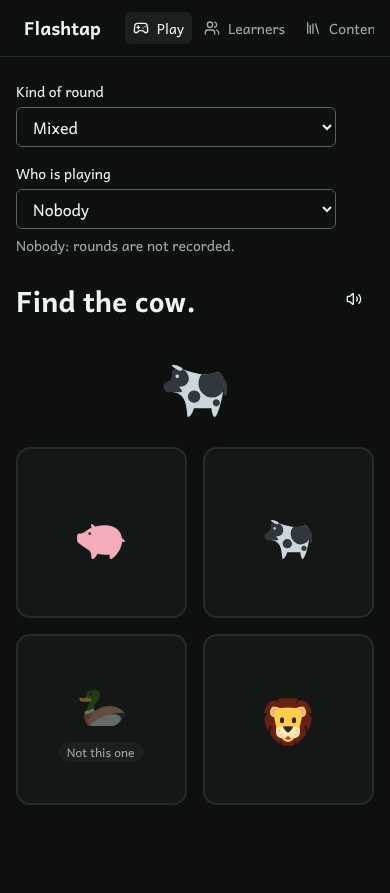 Flashtap
Play
Learners
Conten
Kind of round
Mixed
Who is playing
Nobody
Nobody: rounds are not recorded.
Find the cow.
Not this one